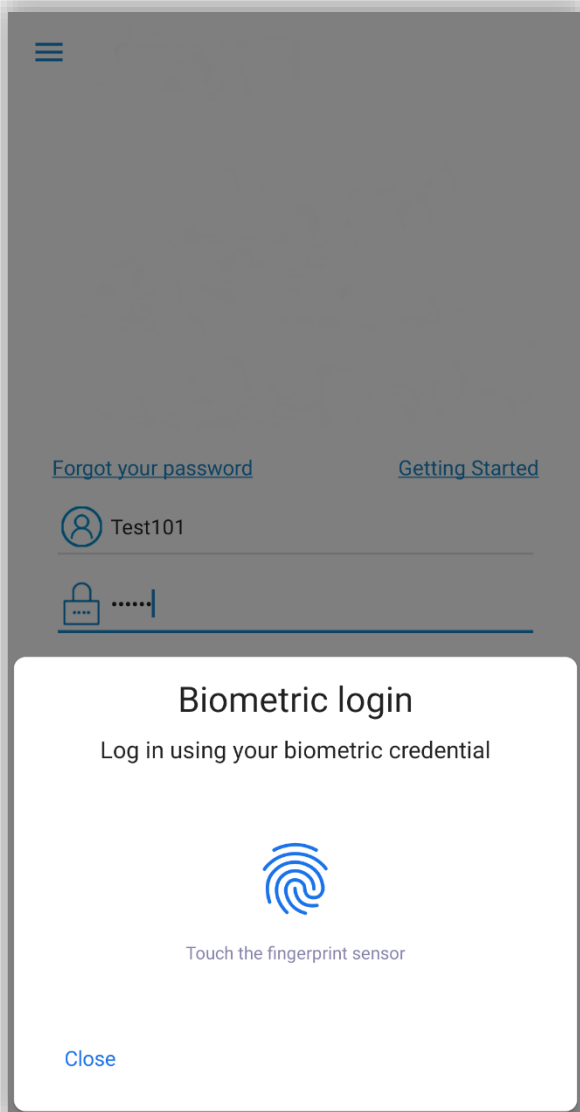 Forgot your password Getting Started
Test101
••••••
Biometric login
Log in using your biometric credential
Touch the fingerprint sensor
Close